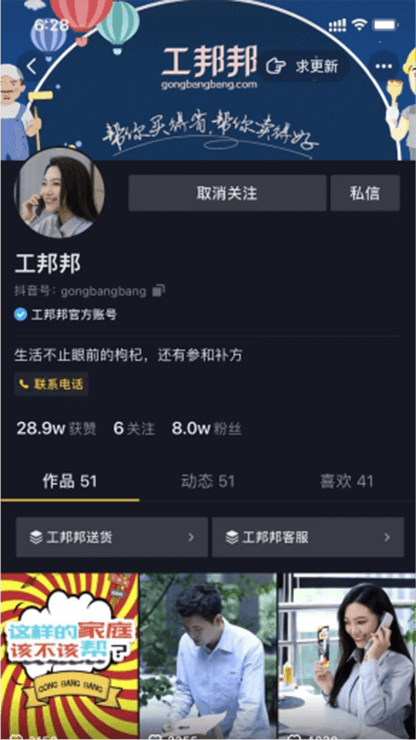 6:28
工邦邦
gongbangbang.com
求更新
帮你买得省,帮你卖得好
取消关注
私信
工邦邦
抖音号：gongbangbang
工邦邦官方账号
生活不止眼前的枸杞，还有参和补方
联系电话
28.9w 获赞 6 关注 8.0w 粉丝
作品 51 动态 51 喜欢 41
工邦邦送货
工邦邦客服
这样的家庭
该不该帮？
GONG BANG BANG